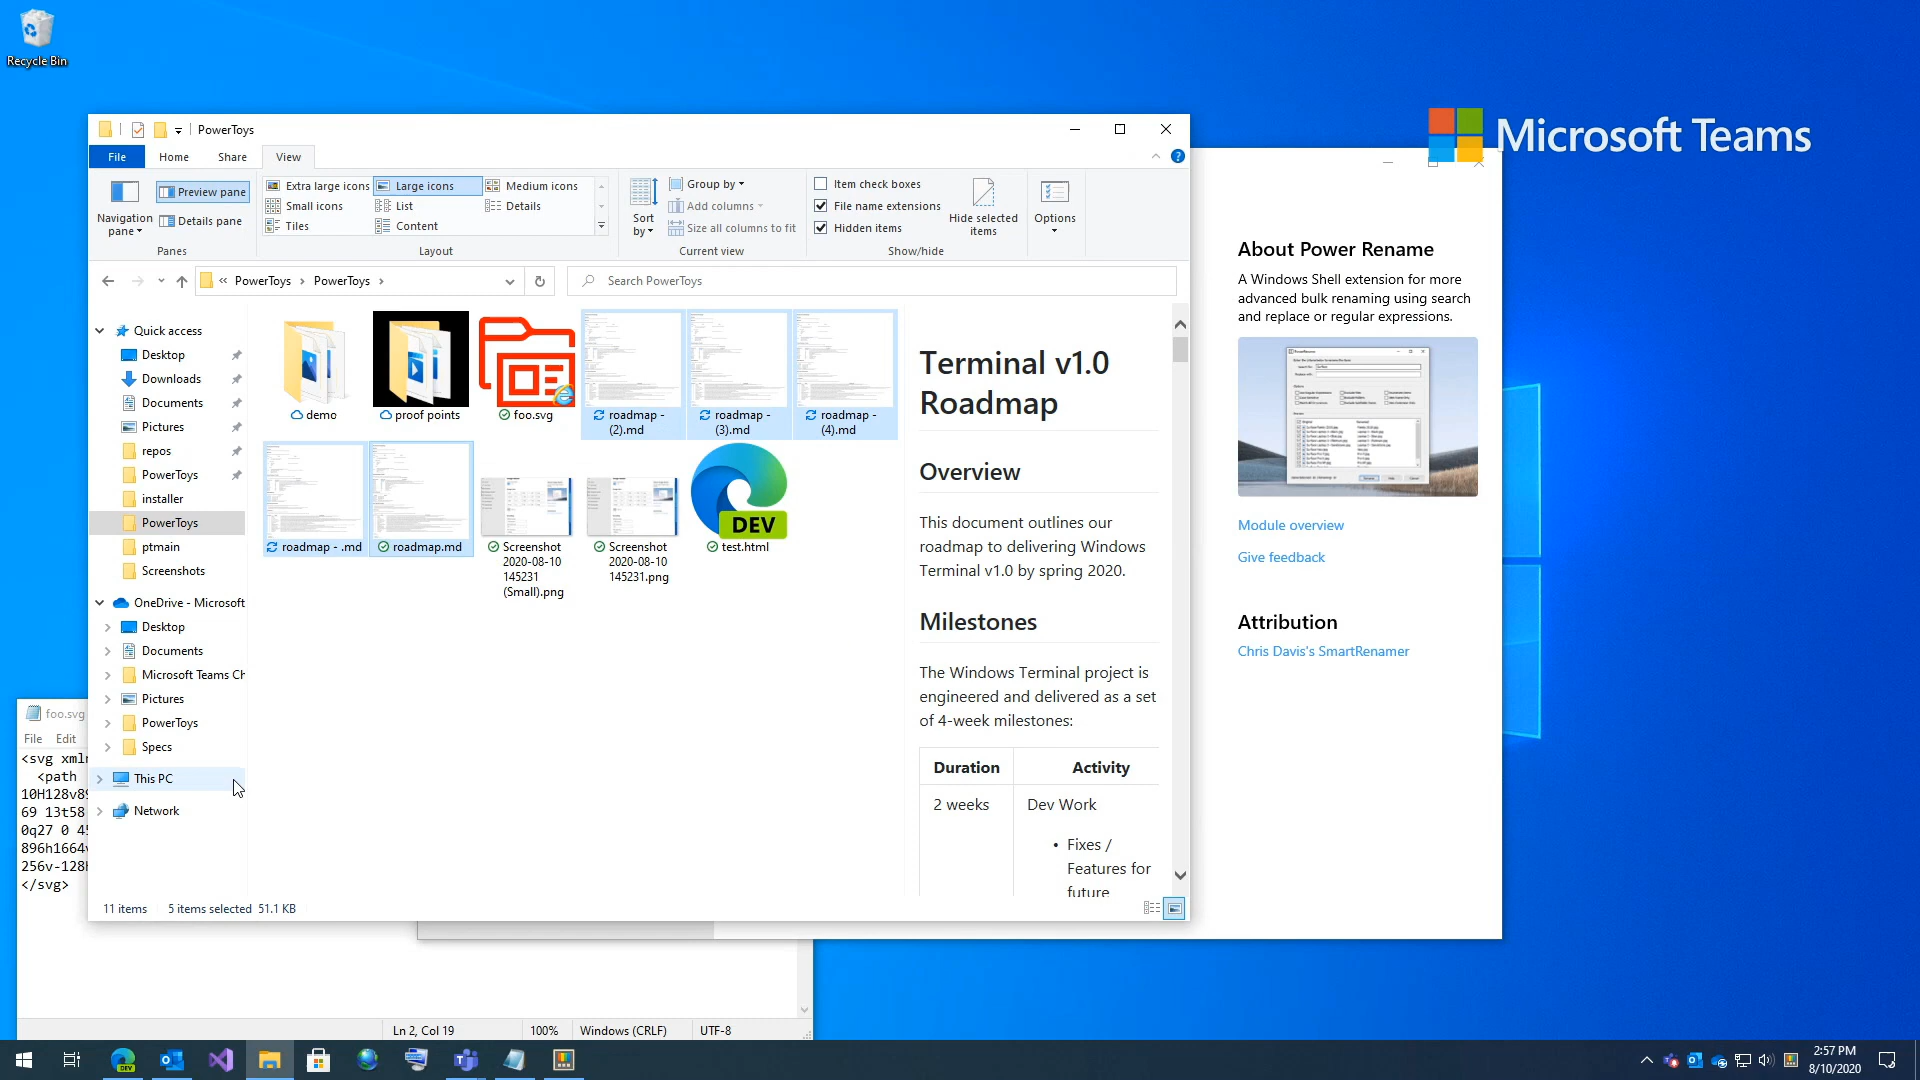 Recycle Bin
PowerToys
File
Home
Share
View
Navigation pane
Preview pane
Details pane
Panes
Extra large icons
Large icons
Medium icons
Small icons
List
Details
Tiles
Content
Layout
Sort by
Group by
Add columns
Size all columns to fit
Current view
Item check boxes
File name extensions
Hidden items
Hide selected items
Show/hide
Options
« PowerToys > PowerToys >
Search PowerToys
Quick access
Desktop
Downloads
Documents
Pictures
repos
PowerToys
installer
PowerToys
ptmain
Screenshots
OneDrive - Microsoft
Desktop
Documents
Microsoft Teams Ch
Pictures
PowerToys
Specs
This PC
Network
demo
proof points
foo.svg
roadmap - (2).md
roadmap - (3).md
roadmap - (4).md
roadmap - .md
roadmap.md
Screenshot 2020-08-10 145231 (Small).png
Screenshot 2020-08-10 145231.png
DEV
test.html
Terminal v1.0
Roadmap
Overview
This document outlines our
roadmap to delivering Windows
Terminal v1.0 by spring 2020.
Milestones
The Windows Terminal project is
engineered and delivered as a set
of 4-week milestones:
Duration
Activity
2 weeks
Dev Work
• Fixes /
Features for
future
11 items
5 items selected 51.1 KB
Microsoft Teams
About Power Rename
A Windows Shell extension for more
advanced bulk renaming using search
and replace or regular expressions.
Module overview
Give feedback
Attribution
Chris Davis's SmartRenamer
foo.svg
File
Edit
<svg
<path
69 13t58
0q27 0
</svg>
Ln 2, Col 19
100%
Windows (CRLF)
UTF-8
DEV
2:57 PM
8/10/2020